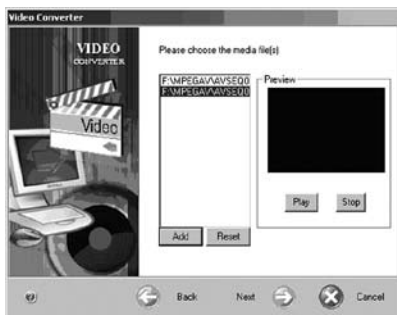 Video Converter
VIDEO
CONVERTER
Video
Please choose the media file(s)
F:\MPEGAV\AVSEQ0
F:\MPEGAV\AVSEQ0
Preview
Play Stop
Add Reset
Back Next Cancel